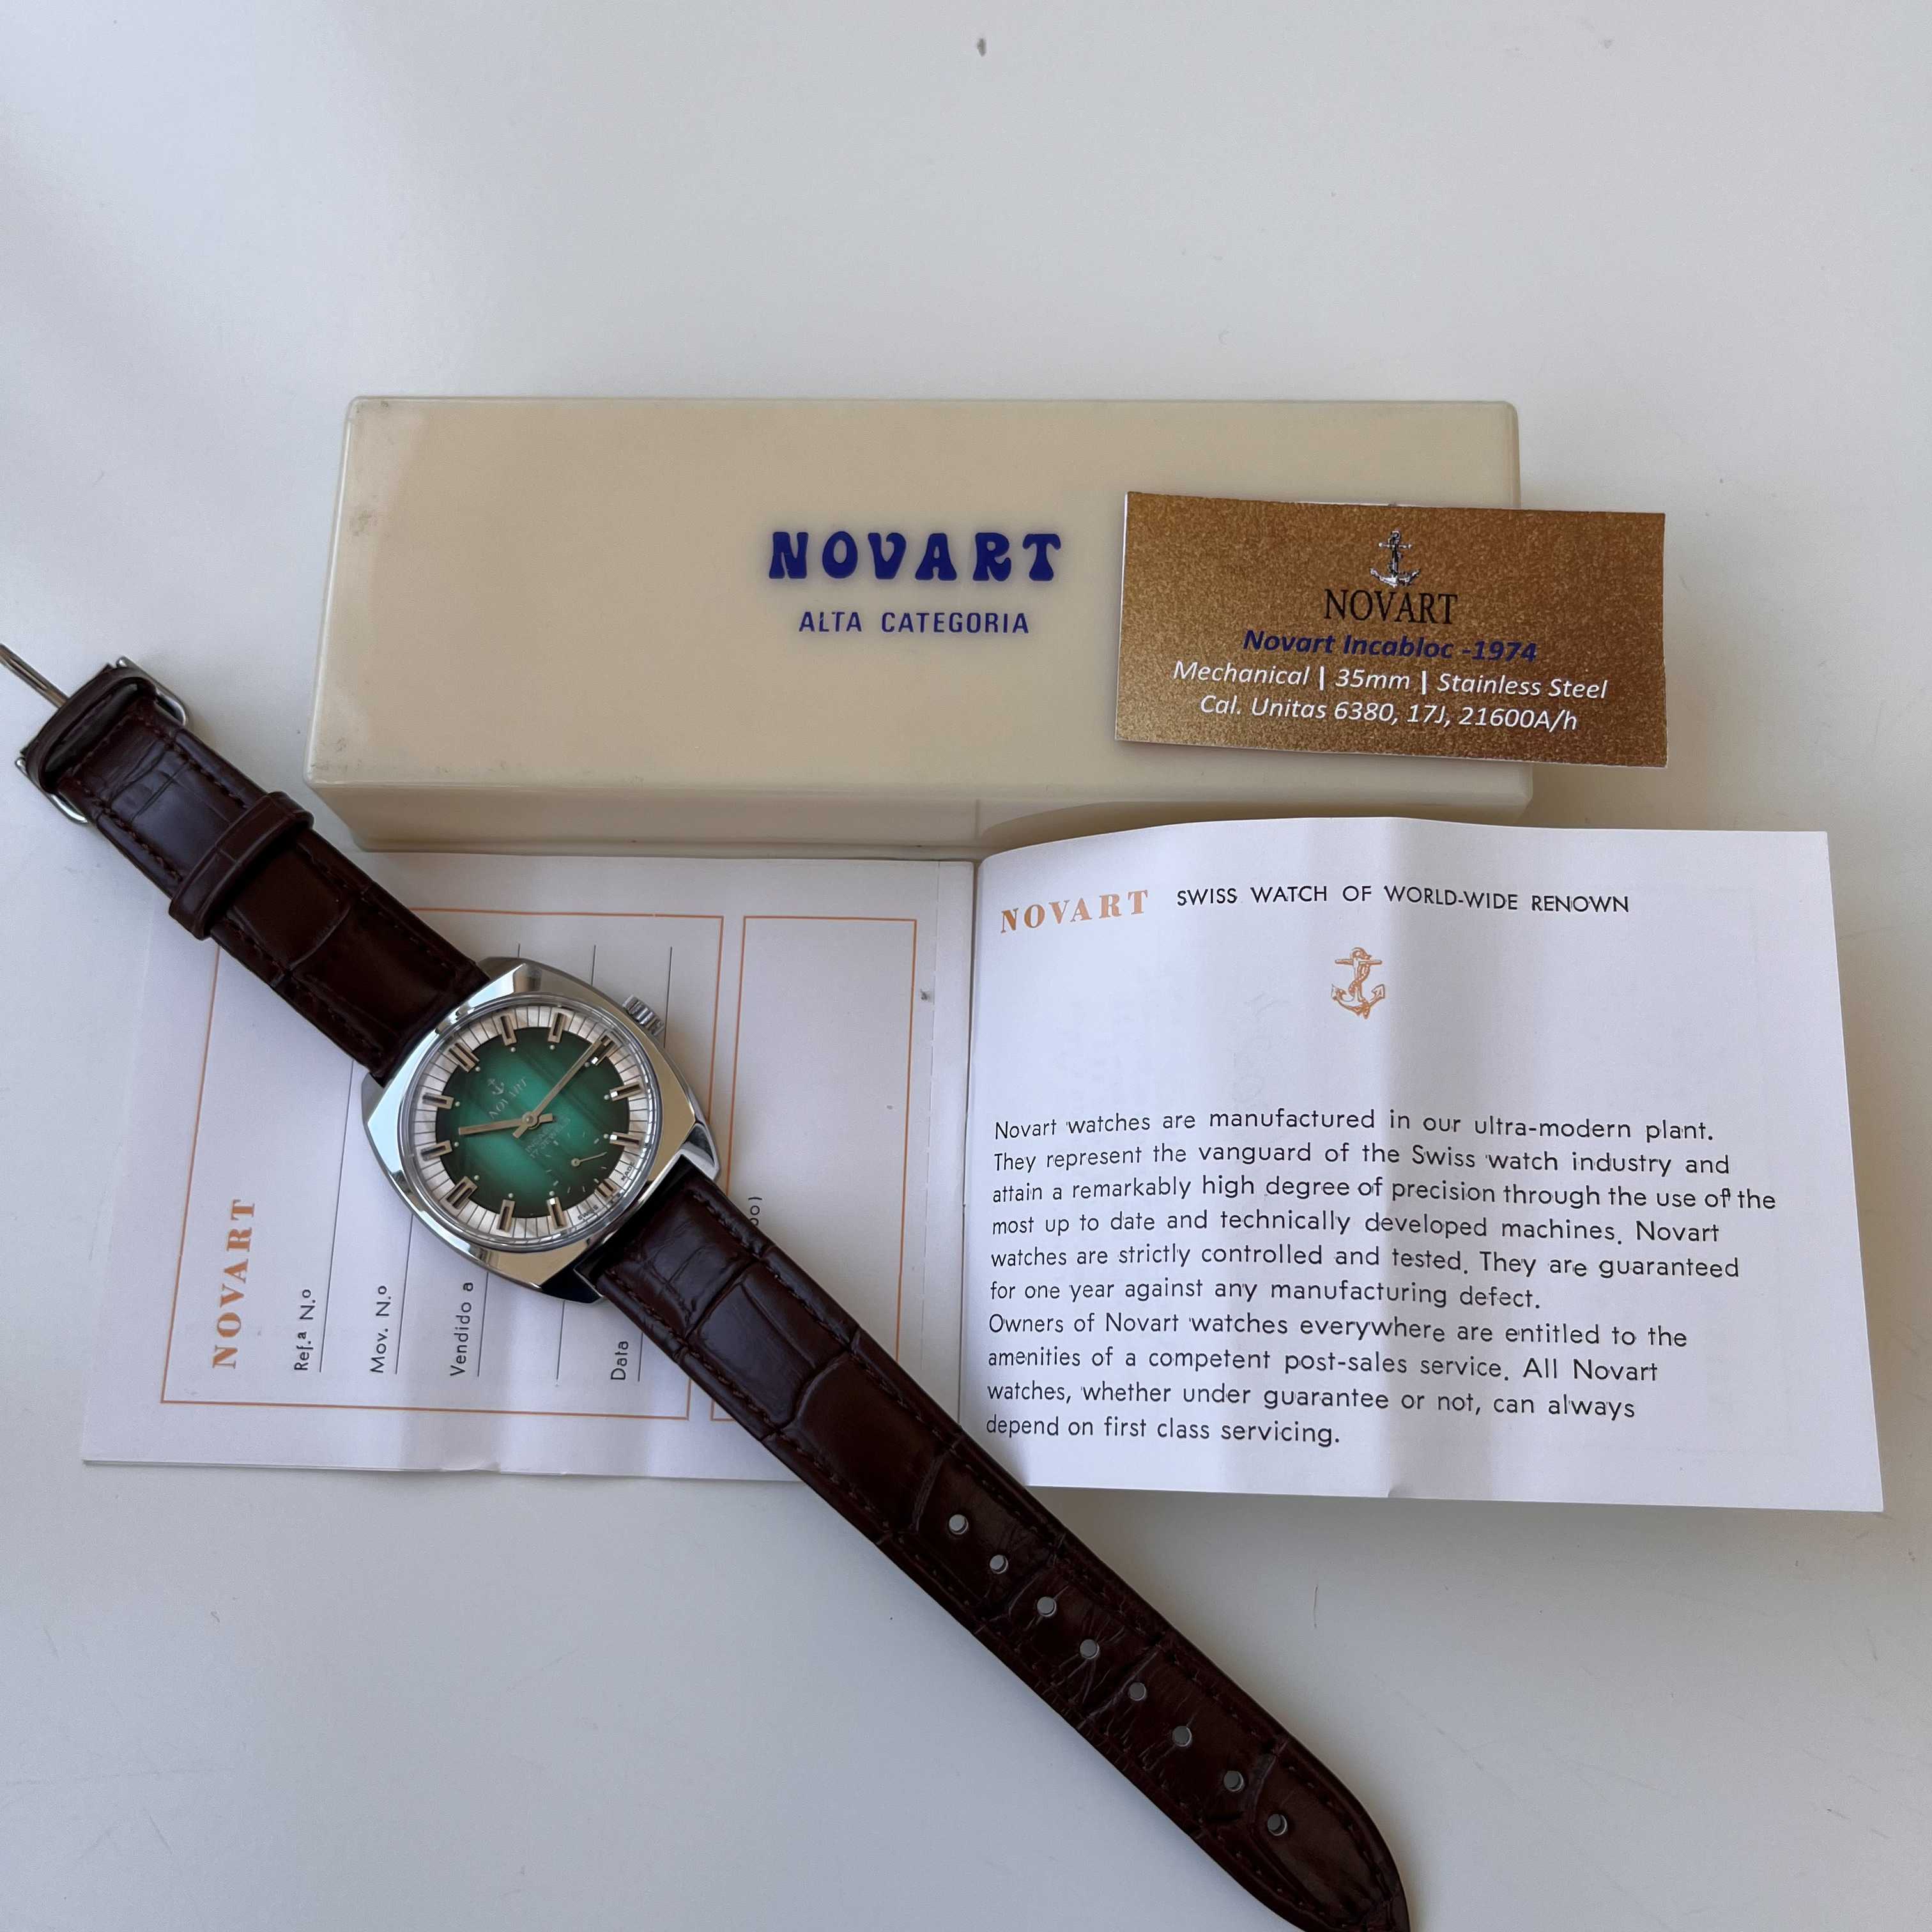 NOVART
ALTA CATEGORIA
NOVART
Novart Incabloc -1974
Mechanical | 35mm | Stainless Steel
Cal. Unitas 6380, 17J, 21600A/h
NOVART SWISS WATCH OF WORLD-WIDE RENOWN
Novart watches are manufactured in our ultra-modern plant.
They represent the vanguard of the Swiss watch industry and
attain a remarkably high degree of precision through the use of the
most up to date and technically developed machines. Novart
watches are strictly controlled and tested. They are guaranteed
for one year against any manufacturing defect.
Owners of Novart watches everywhere are entitled to the
amenities of a competent post-sales service. All Novart
watches, whether under guarantee or not, can always
depend on first class servicing.
NOVART
Ref.ª N.º
Mov. N.º
Vendido a
Data
NOVART
17 JEWELS
SWISS MADE